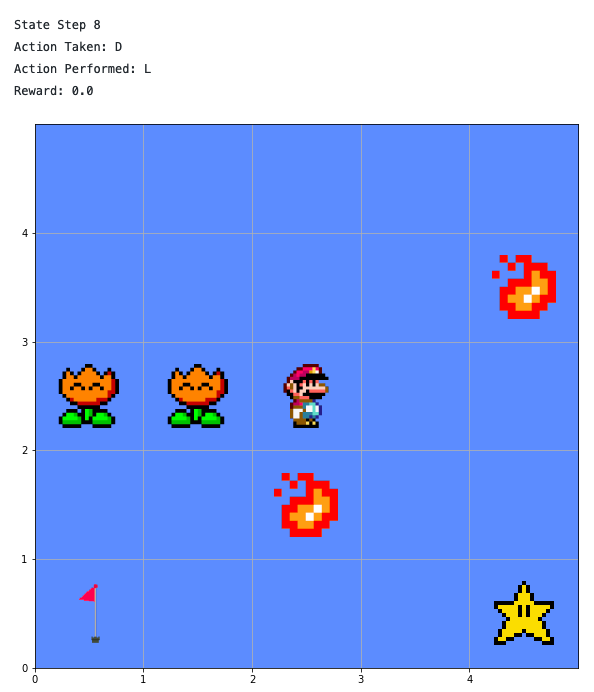 State Step 8
Action Taken: D
Action Performed: L
Reward: 0.0
4
3
2
1
0
0 1 2 3 4